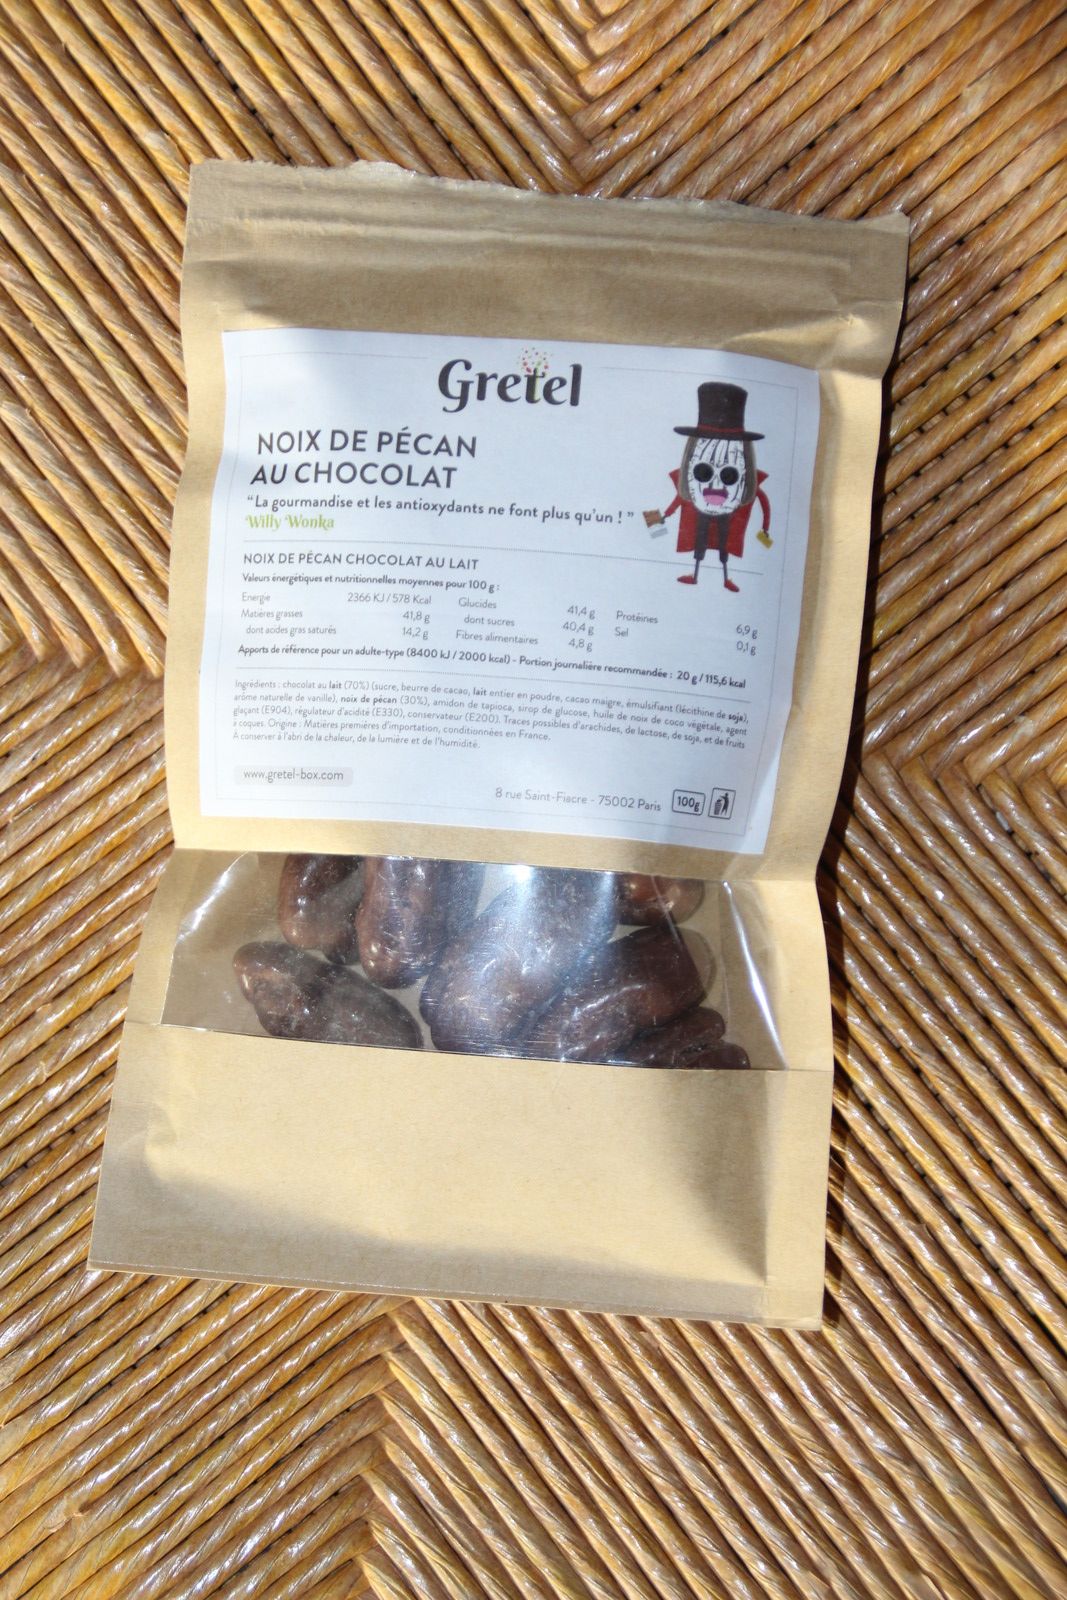 Gretel
NOIX DE PÉCAN
AU CHOCOLAT
“La gourmandise et les antioxydants ne font plus qu’un ! ”
Willy Wonka
NOIX DE PÉCAN CHOCOLAT AU LAIT
Valeurs énergétiques et nutritionnelles moyennes pour 100 g :
Energie 2366 KJ / 578 Kcal Glucides 41,4 g Protéines 6,9 g
Matières grasses 41,8 g dont sucres 40,4 g Sel 0,1 g
dont acides gras saturés 14,2 g Fibres alimentaires 4,8 g
Apports de référence pour un adulte-type (8400 kJ / 2000 kcal) - Portion journalière recommandée : 20 g / 115,6 kcal
Ingrédients : chocolat au lait (70%) (sucre, beurre de cacao, lait entier en poudre, cacao maigre, émulsifiant (lécithine de soja),
arôme naturelle de vanille), noix de pécan (30%), amidon de tapioca, sirop de glucose, huile de noix de coco végétale, agent
glaçant (E904), régulateur d’acidité (E330), conservateur (E200). Traces possibles d’arachides, de lactose, de soja, et de fruits
à coques. Origine : Matières premières d’importation, conditionnées en France.
À conserver à l’abri de la chaleur, de la lumière et de l’humidité.
www.gretel-box.com
8 rue Saint-Fiacre - 75002 Paris 100g